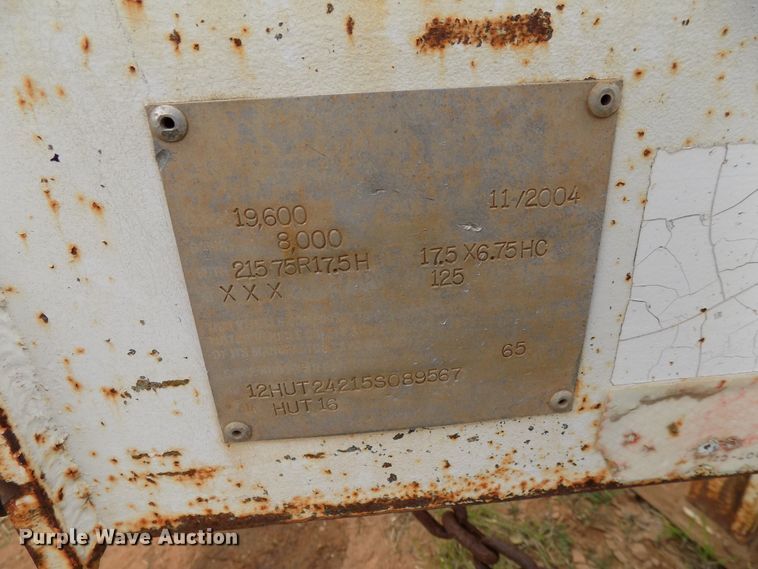 19,600 11/2004
8,000
215 75R17.5 H 17.5 X6.75 HC
X X X 125
65
12HUT24215S089567
HUT 16
Purple Wave Auction